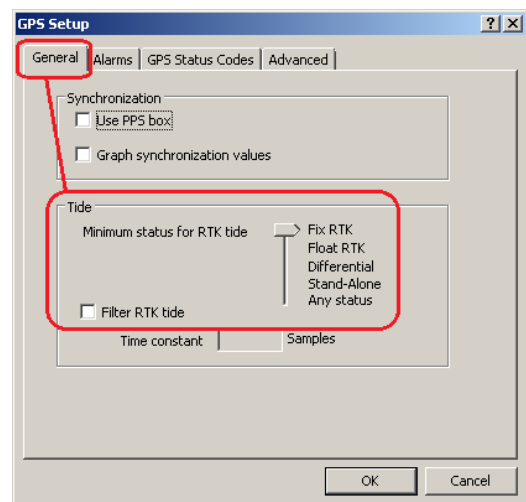 GPS Setup
General Alarms GPS Status Codes Advanced
Synchronization
Use PPS box
Graph synchronization values
Tide
Minimum status for RTK tide
Fix RTK
Float RTK
Differential
Stand-Alone
Any status
Filter RTK tide
Time constant Samples
OK Cancel